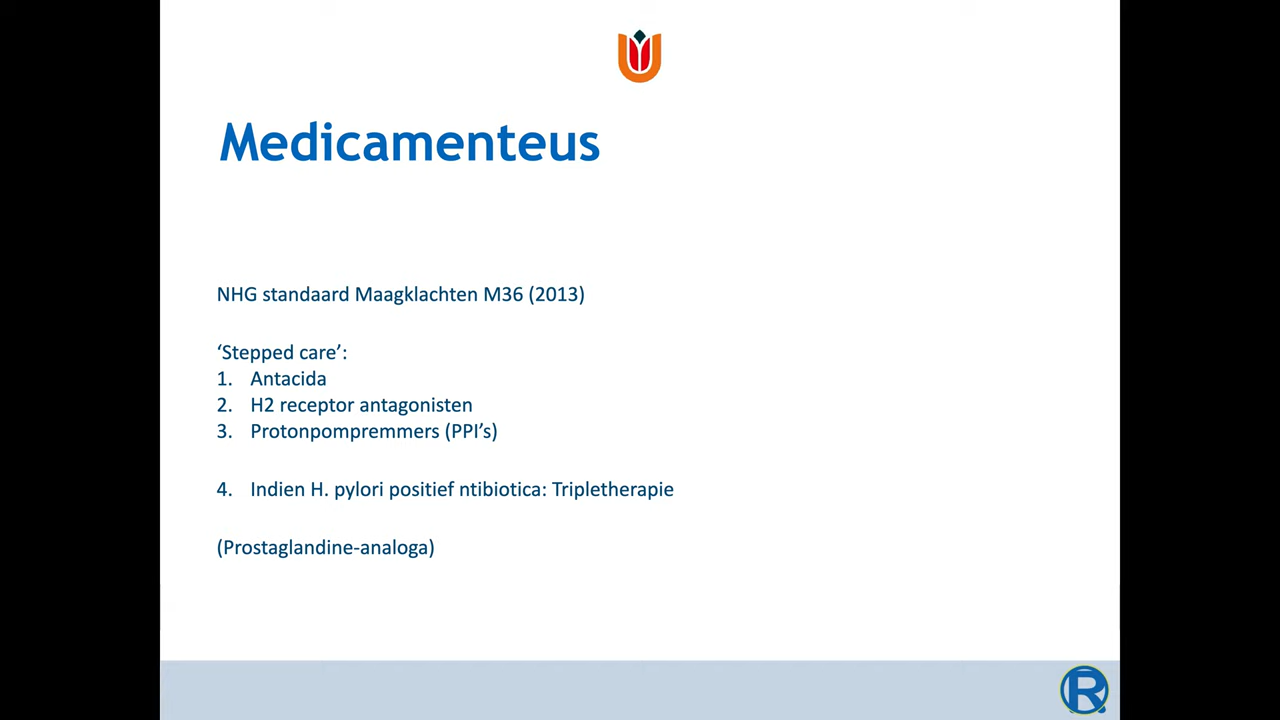 Medicamenteus
NHG standaard Maagklachten M36 (2013)
‘Stepped care’:
1. Antacida
2. H2 receptor antagonisten
3. Protonpompremmers (PPI’s)
4. Indien H. pylori positief ntibiotica: Tripletherapie
(Prostaglandine-analoga)
R